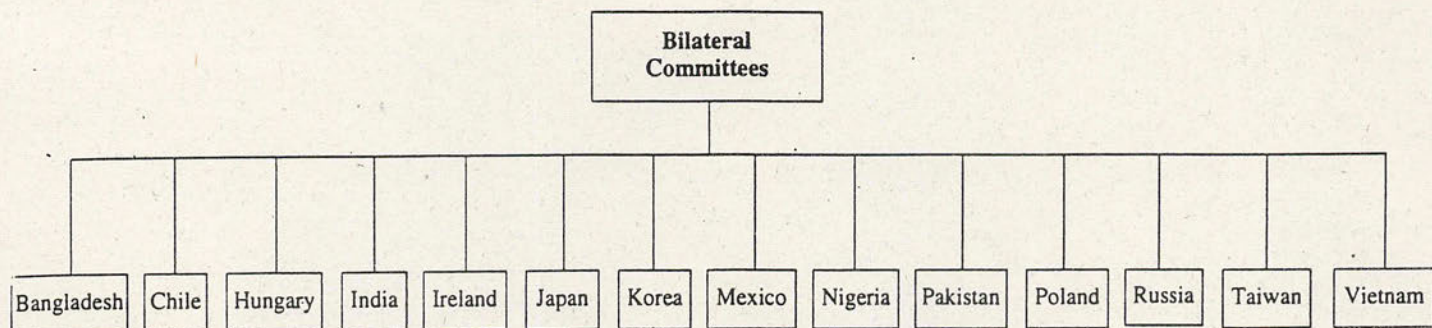 Bilateral
Committees
Bangladesh
Chile
Hungary
India
Ireland
Japan
Korea
Mexico
Nigeria
Pakistan
Poland
Russia
Taiwan
Vietnam